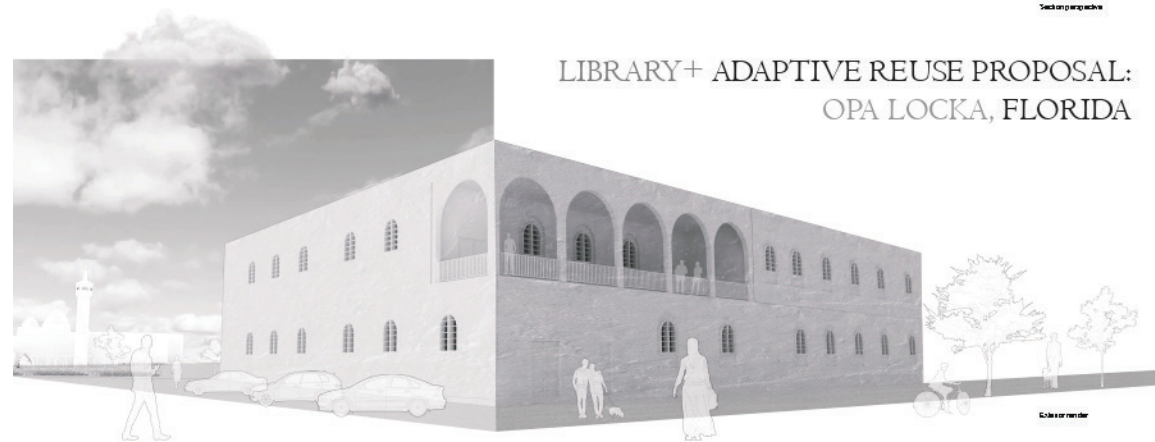 Section perspective
LIBRARY+ ADAPTIVE REUSE PROPOSAL:
OPA LOCKA, FLORIDA
Exterior render